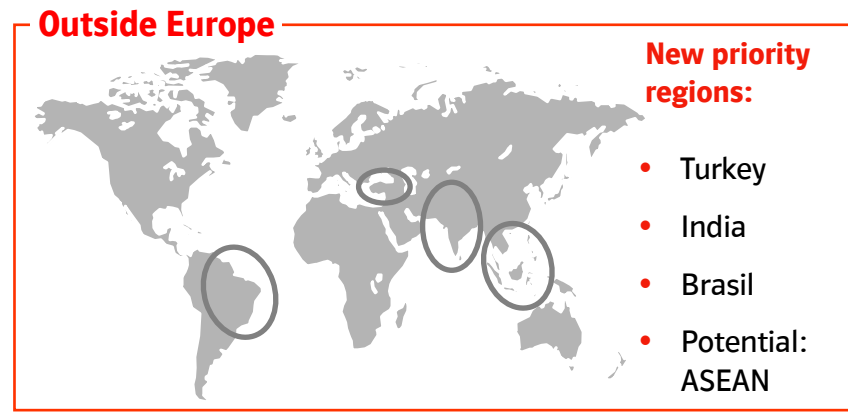 Outside Europe
New priority
regions:
• Turkey
• India
• Brasil
• Potential:
ASEAN